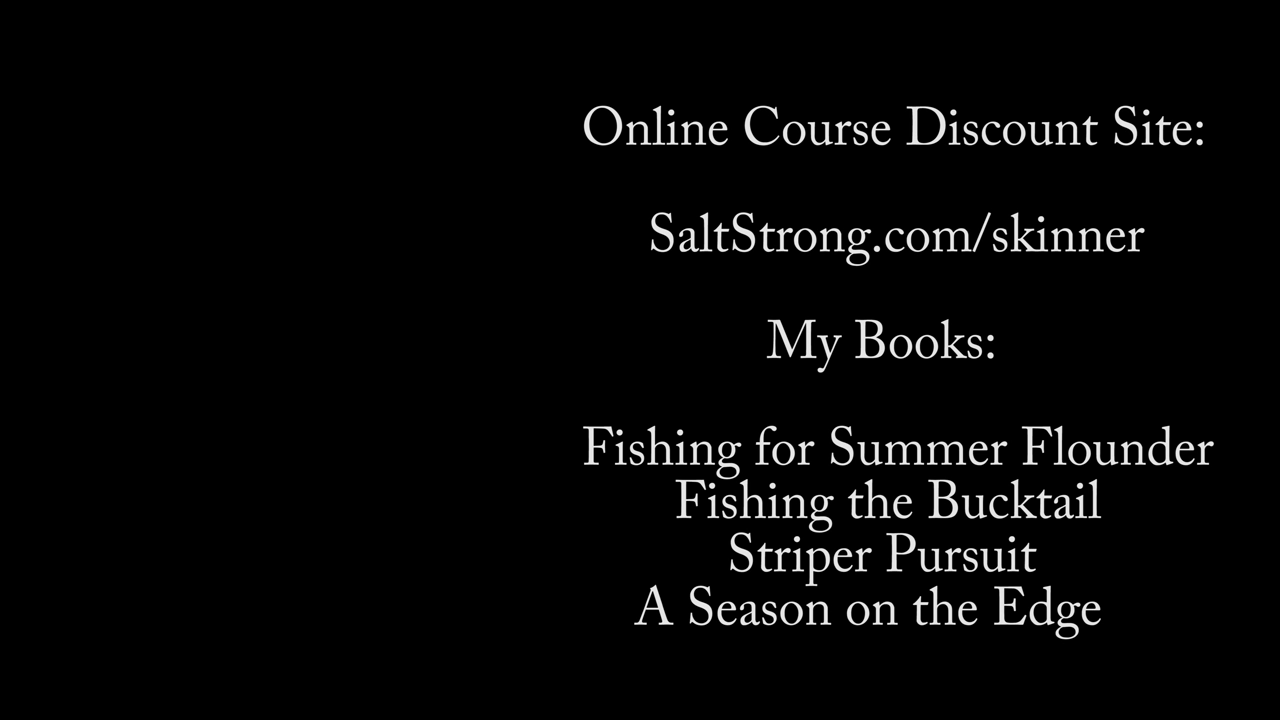 Online Course Discount Site:
SaltStrong.com/skinner
My Books:
Fishing for Summer Flounder
Fishing the Bucktail
Striper Pursuit
A Season on the Edge